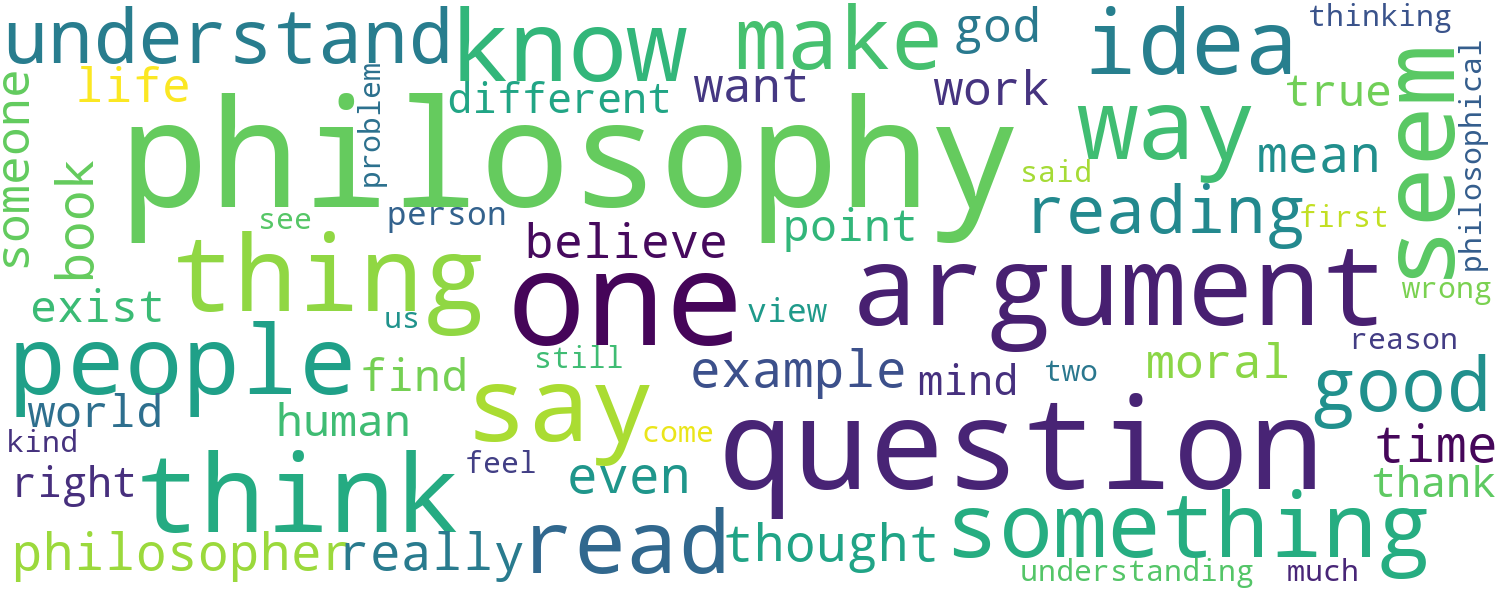 understand
know
make
god
idea
thinking
someone
life
problem
different
want
work
true
seem
philosophical
philosophy
way
mean
book
said
reading
first
see
person
point
thing
believe
one
argument
wrong
exist
us
view
reason
people
find
still
example
mind
two
moral
good
world
human
say
come
question
time
kind
right
think
feel
even
thank
philosopher
really
read
thought
something
understanding
much